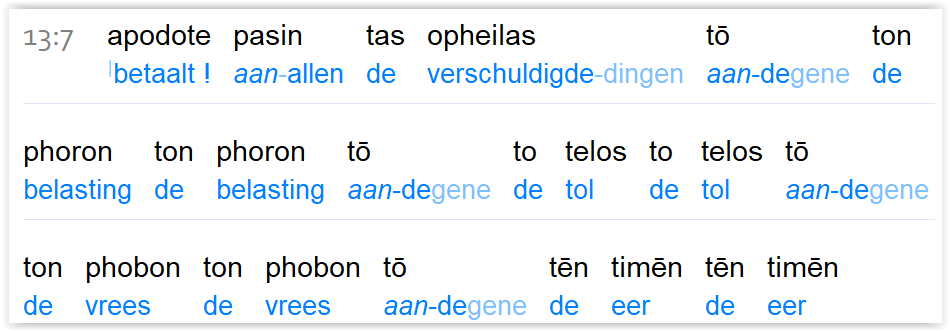 13:7 apodote pasin tas opheilas tō ton
betaalt ! aan-allen de verschuldigde-dingen aan-degene de
phoron ton phoron tō to telos to telos tō
belasting de belasting aan-degene de tol de tol aan-degene
ton phobon ton phobon tō tēn timēn tēn timēn
de vrees de vrees aan-degene de eer de eer